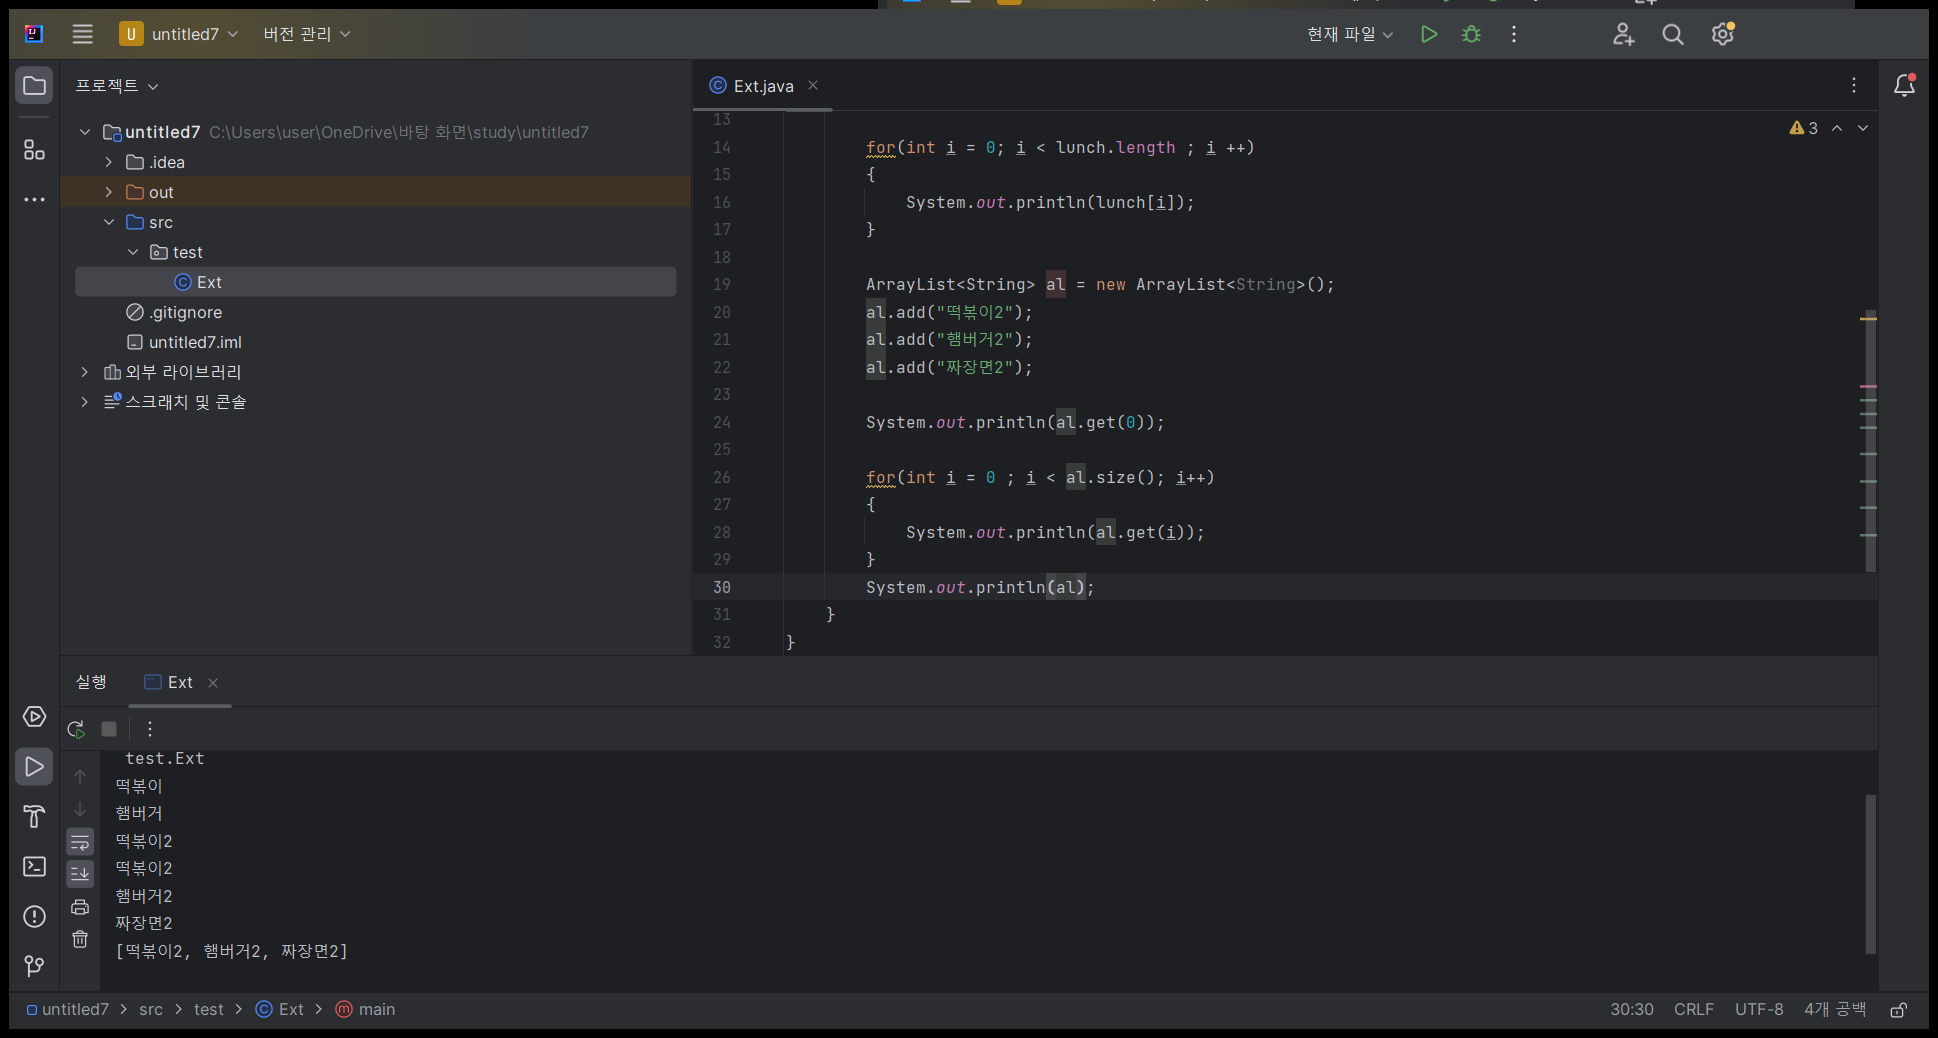 U untitled7 버전 관리 현재 파일
프로젝트
untitled7 C:\Users\user\OneDrive\바탕 화면\study\untitled7
.idea
out
src
test
Ext
.gitignore
untitled7.iml
외부 라이브러리
스크래치 및 콘솔
Ext.java
3
13
14 for(int i = 0; i < lunch.length ; i ++)
15 {
16 System.out.println(lunch[i]);
17 }
18
19 ArrayList<String> al = new ArrayList<String>();
20 al.add("떡볶이2");
21 al.add("햄버거2");
22 al.add("짜장면2");
23
24 System.out.println(al.get(0));
25
26 for(int i = 0 ; i < al.size(); i++)
27 {
28 System.out.println(al.get(i));
29 }
30 System.out.println(al);
31 }
32 }
실행 Ext
test.Ext
떡볶이
햄버거
떡볶이2
떡볶이2
햄버거2
짜장면2
[떡볶이2, 햄버거2, 짜장면2]
untitled7 > src > test > Ext > main 30:30 CRLF UTF-8 4개 공백